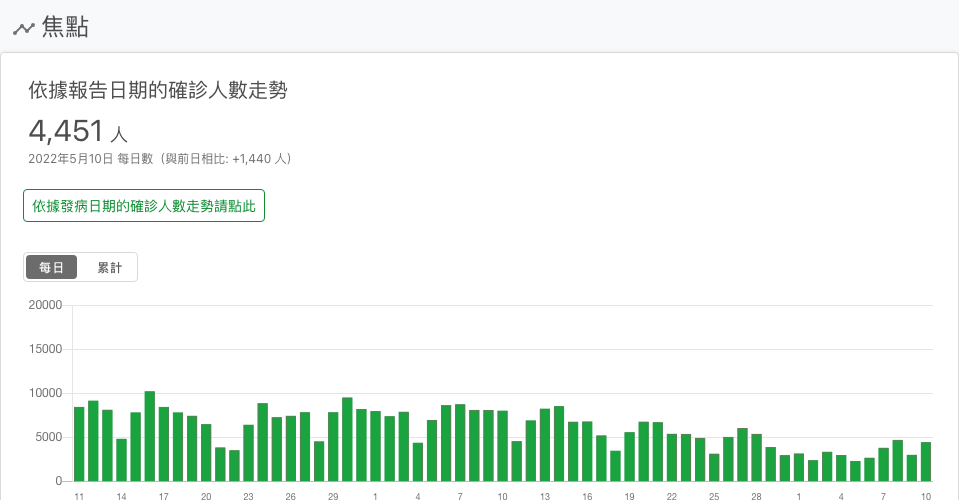 焦點
依據報告日期的確診人數走勢
4,451 人
2022年5月10日 每日數（與前日相比: +1,440 人）
依據發病日期的確診人數走勢請點此
每日 累計
20000
15000
10000
5000
0
11 14 17 20 23 26 29 1 4 7 10 13 16 19 22 25 28 1 4 7 10